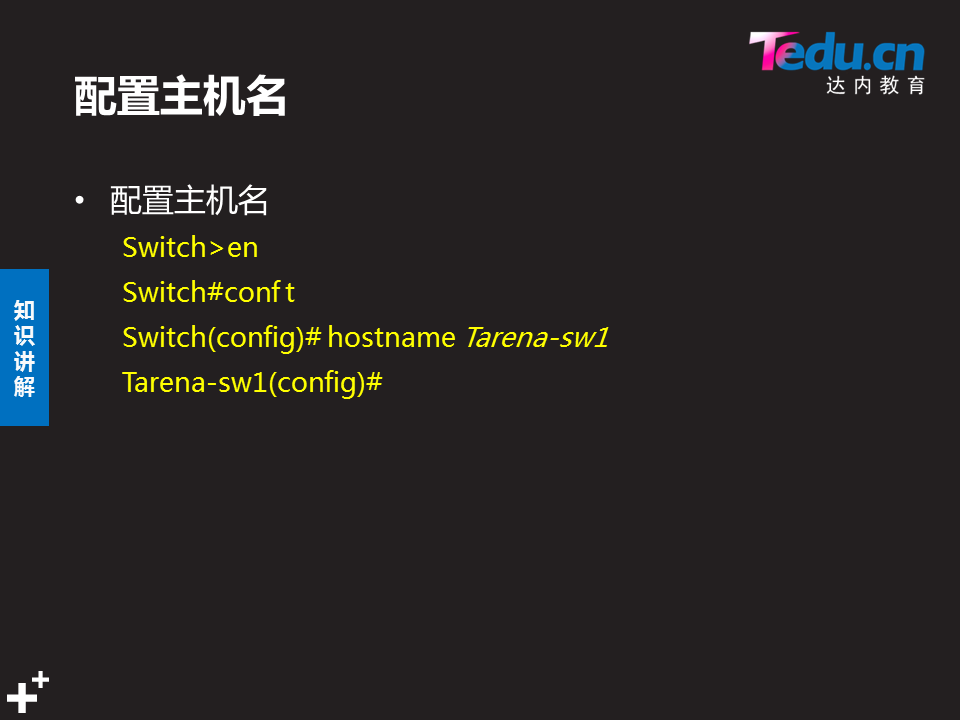 Tedu.cn
达内教育
配置主机名
• 配置主机名
Switch>en
Switch#conf t
Switch(config)# hostname Tarena-sw1
Tarena-sw1(config)#
知识讲解